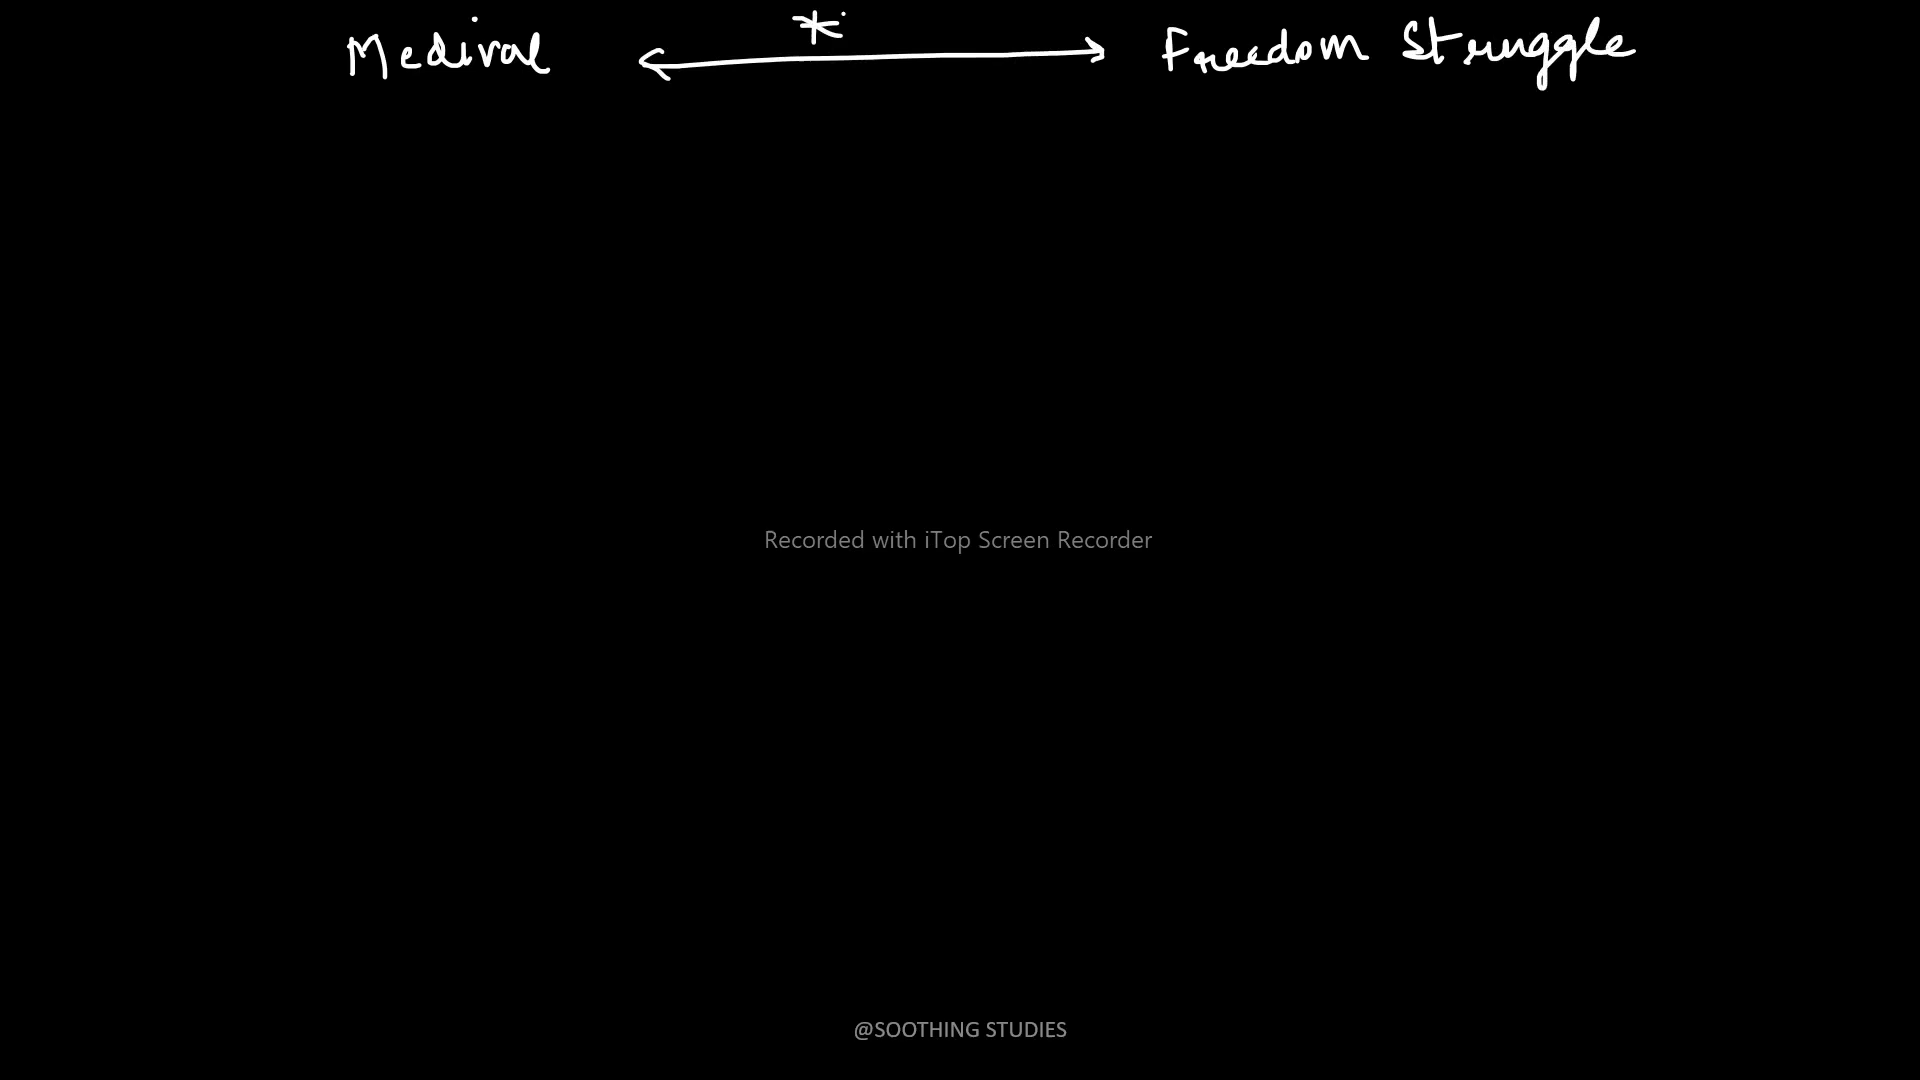 Medival * Freedom Struggle
Recorded with iTop Screen Recorder
@SOOTHING STUDIES